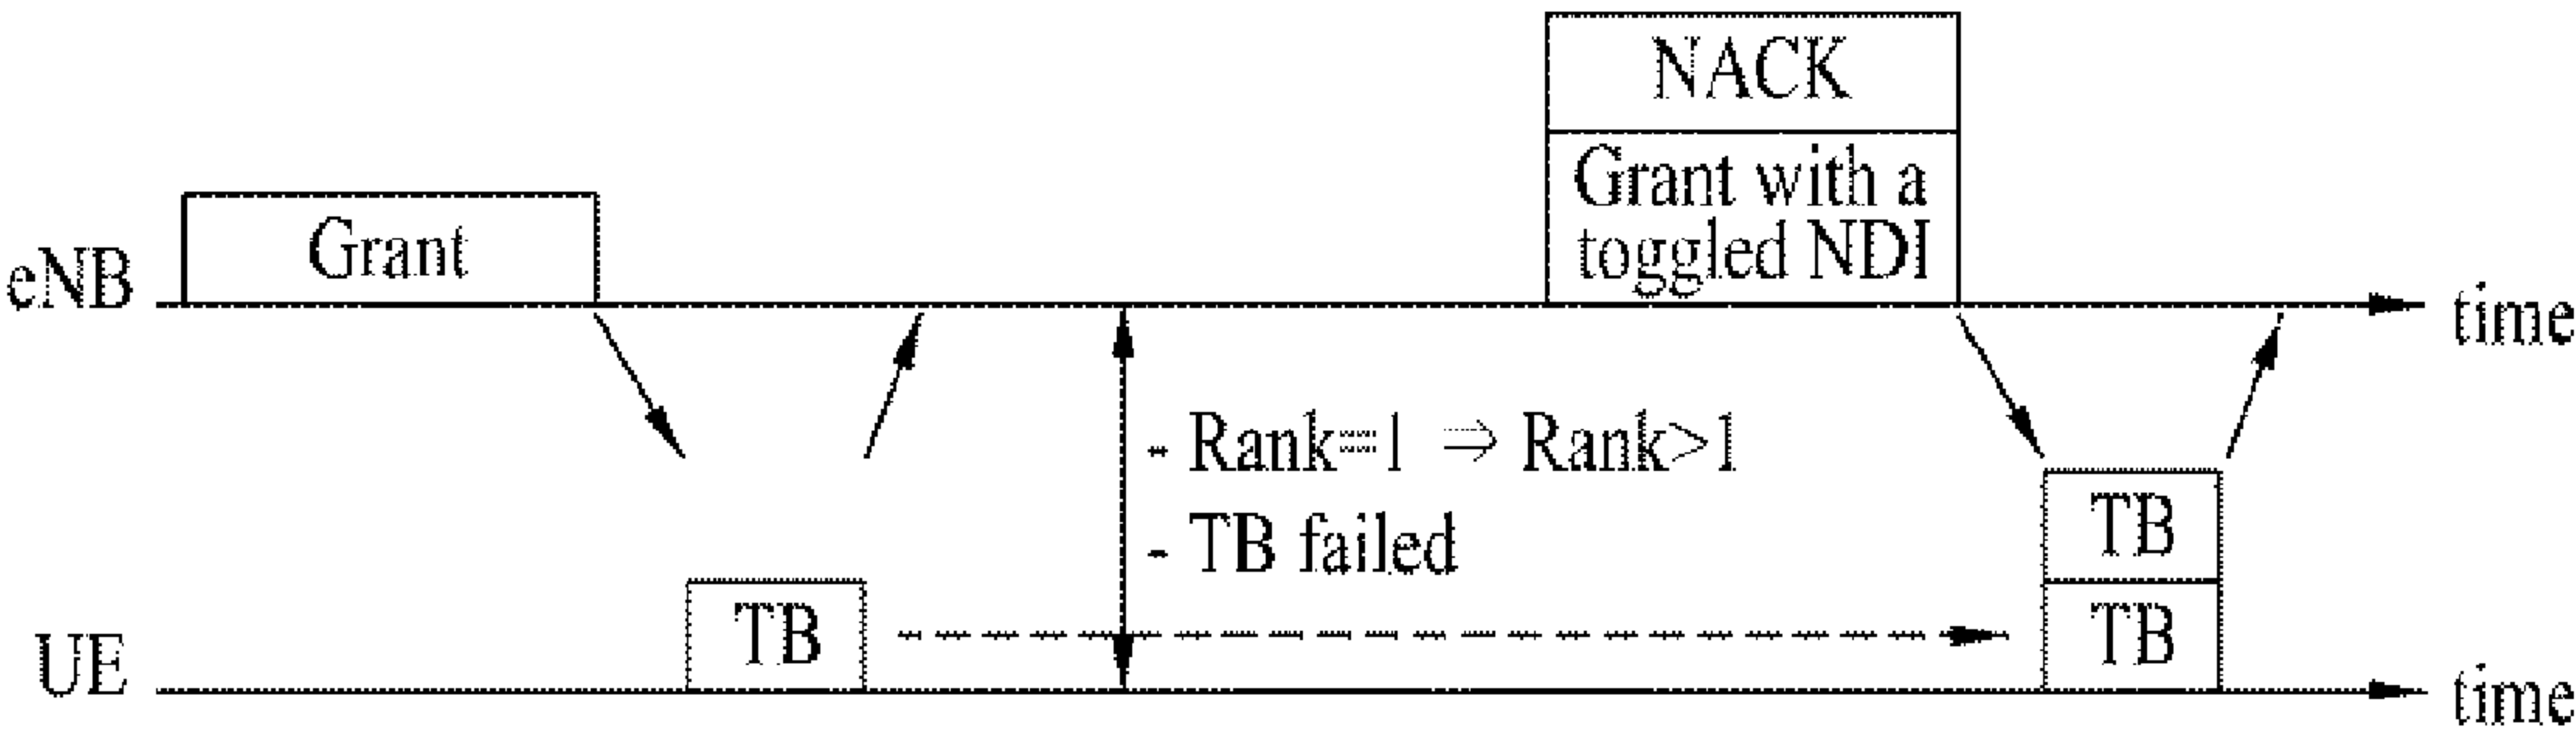 NACK
Grant with a
toggled NDI
Grant
eNB
time
- Rank=1 ⇒ Rank>1
- TB failed
TB
TB
TB
UE
time